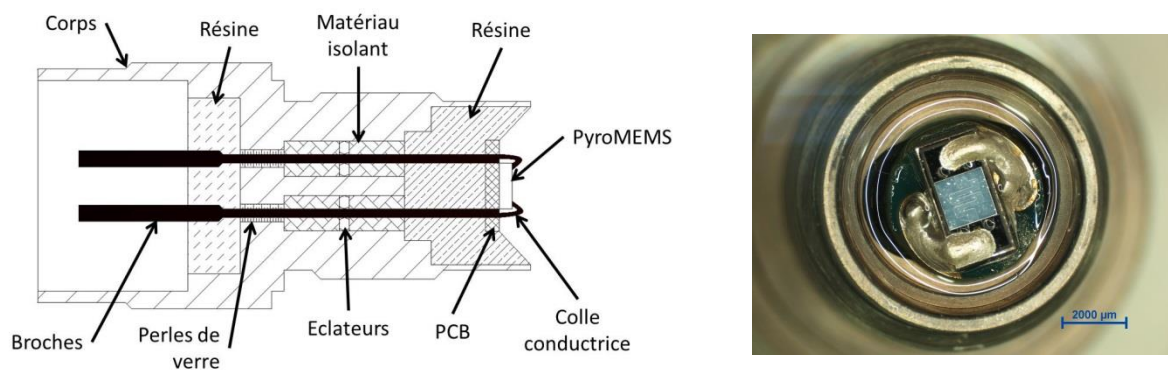 Corps
Résine
Matériau
isolant
Résine
PyroMEMS
Broches
Perles de
verre
Eclateurs
PCB
Colle
conductrice
2000 µm